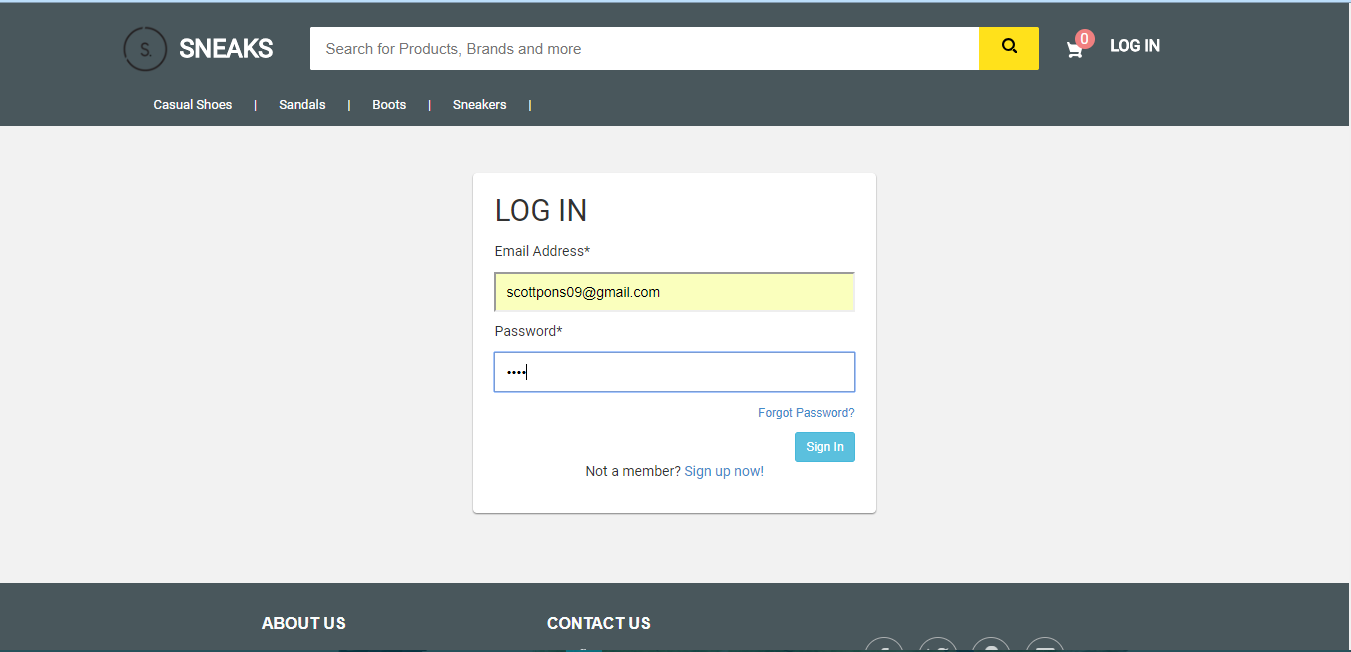 S. SNEAKS Search for Products, Brands and more 0 LOG IN
Casual Shoes | Sandals | Boots | Sneakers |
LOG IN
Email Address*
scottpons09@gmail.com
Password*
••••
Forgot Password?
Sign In
Not a member? Sign up now!
ABOUT US CONTACT US